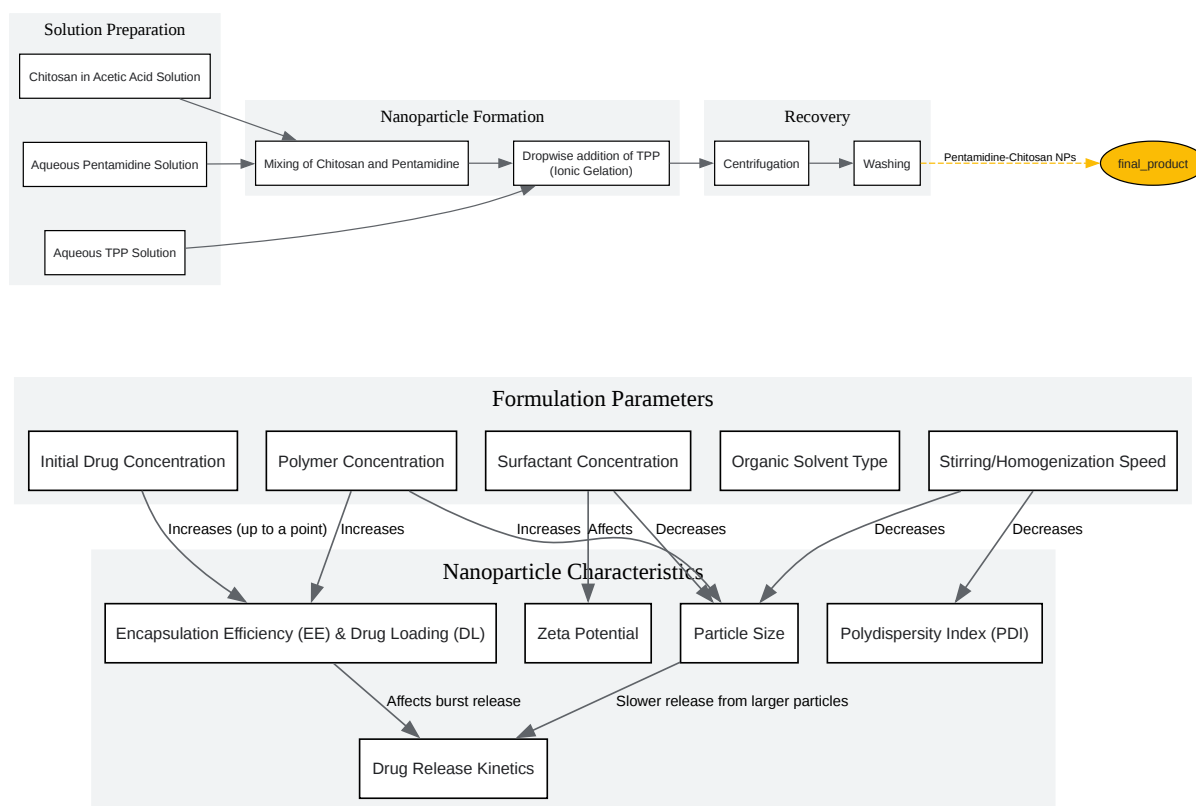 Solution Preparation
Chitosan in Acetic Acid Solution
Aqueous Pentamidine Solution
Aqueous TPP Solution
Nanoparticle Formation
Mixing of Chitosan and Pentamidine
Dropwise addition of TPP
(Ionic Gelation)
Recovery
Centrifugation
Washing
Pentamidine-Chitosan NPs
final_product
Formulation Parameters
Initial Drug Concentration
Polymer Concentration
Surfactant Concentration
Organic Solvent Type
Stirring/Homogenization Speed
Increases (up to a point)
Increases
Increases
Affects
Decreases
Decreases
Decreases
Nanoparticle Characteristics
Encapsulation Efficiency (EE) & Drug Loading (DL)
Zeta Potential
Particle Size
Polydispersity Index (PDI)
Affects burst release
Slower release from larger particles
Drug Release Kinetics